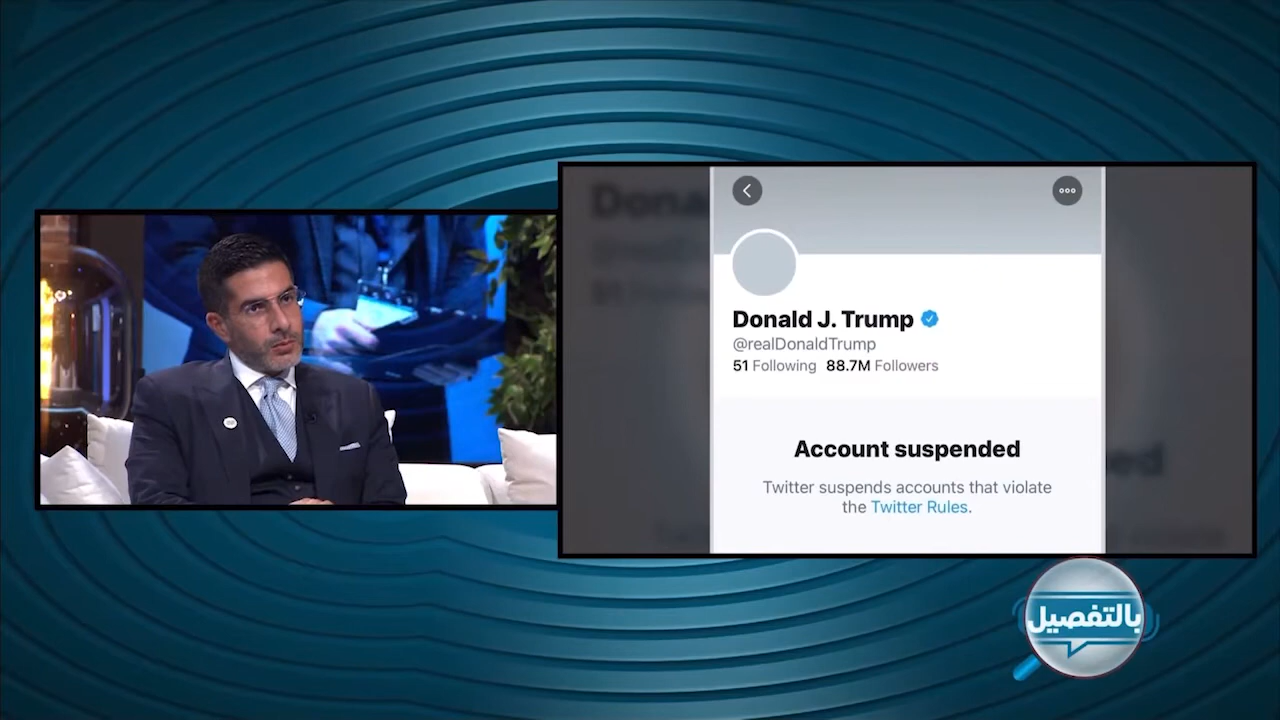 Donald J. Trump
@realDonaldTrump
51 Following 88.7M Followers
Account suspended
Twitter suspends accounts that violate
the Twitter Rules.
بالتفصيل